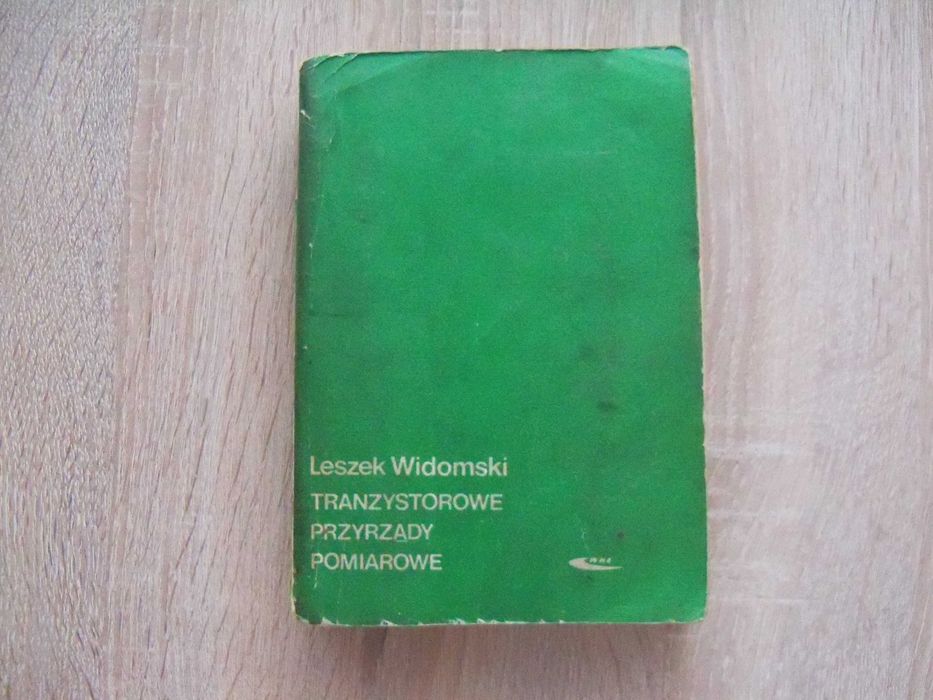 Leszek Widomski
TRANZYSTOROWE
PRZYRZĄDY
POMIAROWE